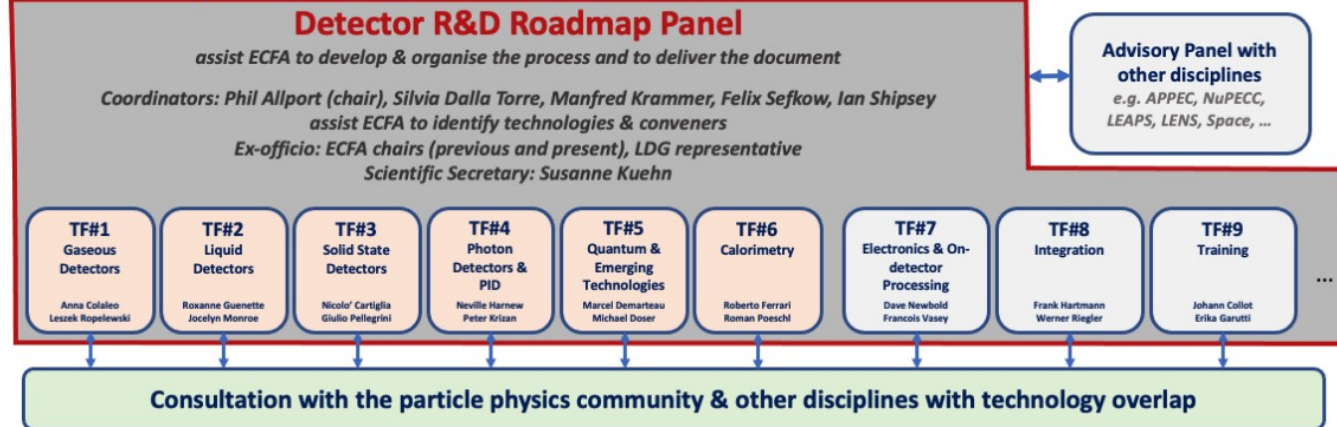 Detector R&D Roadmap Panel
assist ECFA to develop & organise the process and to deliver the document
Coordinators: Phil Allport (chair), Silvia Dalla Torre, Manfred Krammer, Felix Sefkow, Ian Shipsey
assist ECFA to identify technologies & conveners
Ex-officio: ECFA chairs (previous and present), LDG representative
Scientific Secretary: Susanne Kuehn
Advisory Panel with
other disciplines
e.g. APPEC, NuPECC,
LEAPS, LENS, Space, ...
TF#1
Gaseous
Detectors
Anna Colaleo
Leszek Ropelewski
TF#2
Liquid
Detectors
Roxanne Guenette
Jocelyn Monroe
TF#3
Solid State
Detectors
Nicolo' Cartiglia
Giulio Pellegrini
TF#4
Photon
Detectors &
PID
Neville Harnew
Peter Krizan
TF#5
Quantum &
Emerging
Technologies
Marcel Demarteau
Michael Doser
TF#6
Calorimetry
Roberto Ferrari
Roman Poeschl
TF#7
Electronics & On-
detector
Processing
Dave Newbold
Francois Vasey
TF#8
Integration
Frank Hartmann
Werner Riegler
TF#9
Training
Johann Collot
Erika Garutti
...
Consultation with the particle physics community & other disciplines with technology overlap